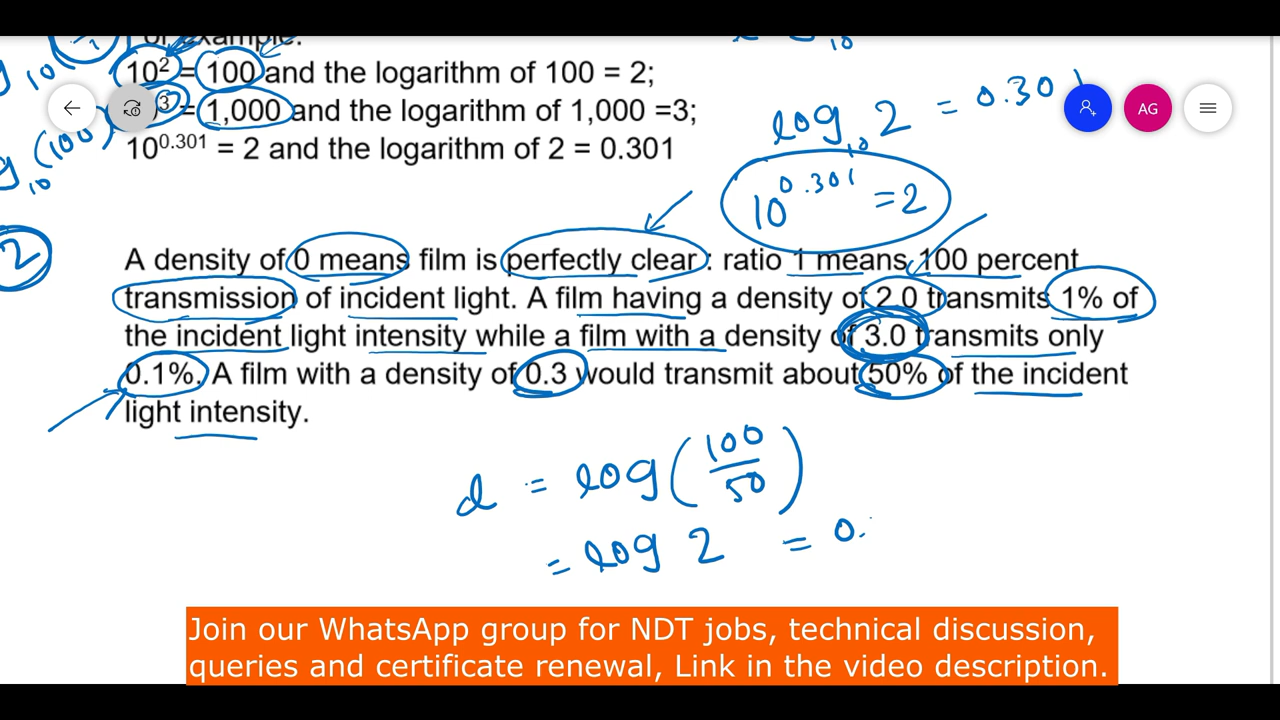 10² = 100 and the logarithm of 100 = 2;
3 = 1,000 and the logarithm of 1,000 =3;
10^0.301 = 2 and the logarithm of 2 = 0.301
log₁₀ 2 = 0.301
10^0.301 = 2
AG
(100)
10
2
A density of 0 means film is perfectly clear : ratio 1 means 100 percent
transmission of incident light. A film having a density of 2.0 transmits 1% of
the incident light intensity while a film with a density of 3.0 transmits only
0.1%. A film with a density of 0.3 would transmit about 50% of the incident
light intensity.
d = log (100/50)
= log 2 = 0.
Join our WhatsApp group for NDT jobs, technical discussion,
queries and certificate renewal, Link in the video description.